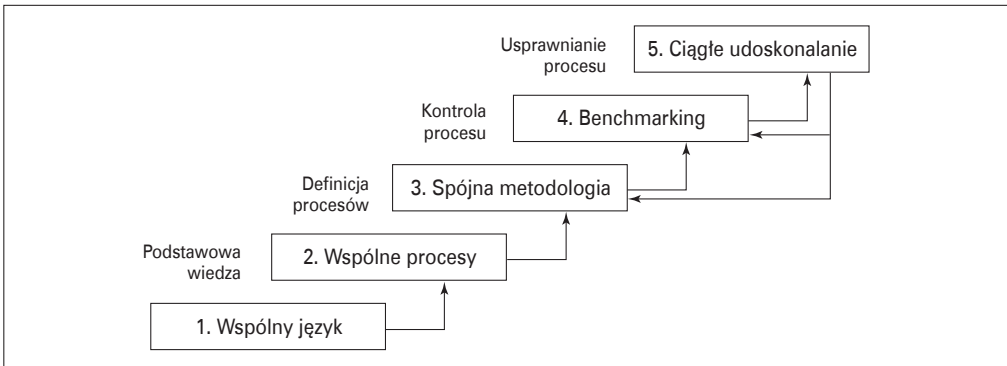 Usprawnianie
procesu
5. Ciągłe udoskonalanie
Kontrola
procesu
4. Benchmarking
Definicja
procesów
3. Spójna metodologia
Podstawowa
wiedza
2. Wspólne procesy
1. Wspólny język